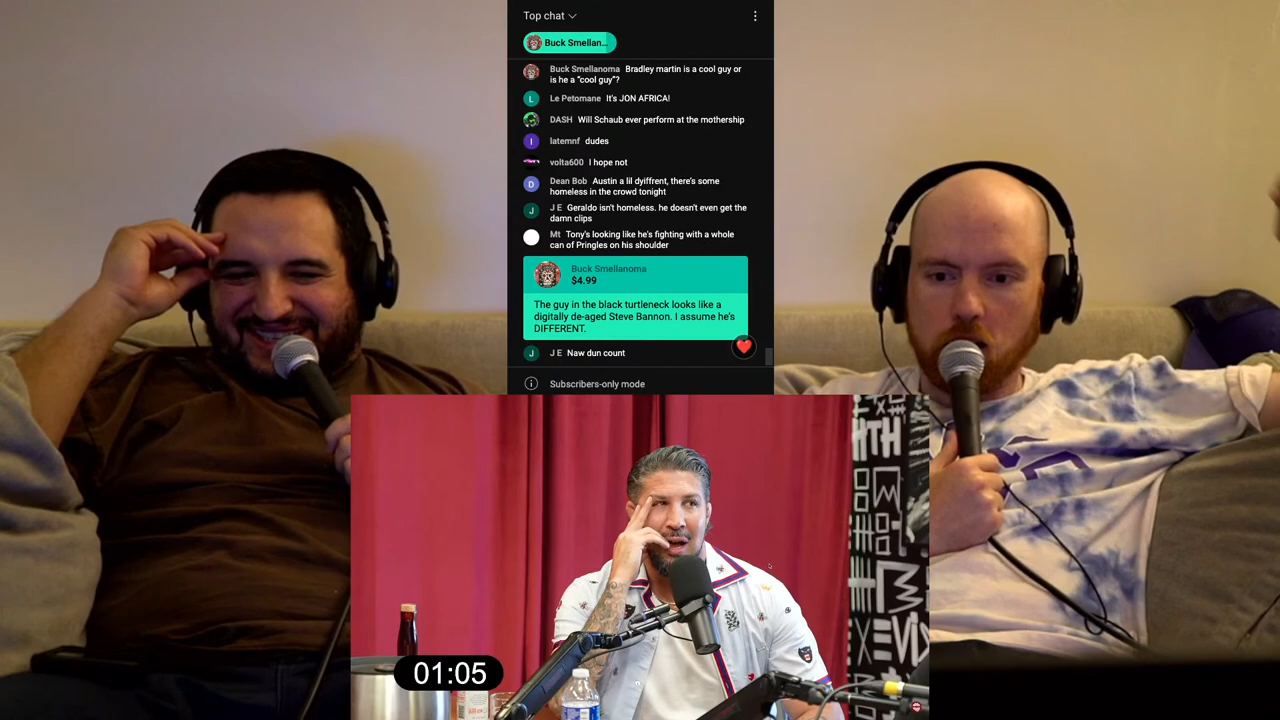 Top chat
Buck Smellan...
Buck Smellanoma Bradley martin is a cool guy or
is he a “cool guy”?
L
Le Petomane It's JON AFRICA!
DASH Will Schaub ever perform at the mothership
I
latemnf dudes
volta600 I hope not
D
Dean Bob Austin a lil dyiffrent, there's some
homeless in the crowd tonight
J
J E Geraldo isn't homeless. he doesn't even get the
damn clips
Mt Tony's looking like he's fighting with a whole
can of Pringles on his shoulder
Buck Smellanoma
$4.99
The guy in the black turtleneck looks like a
digitally de-aged Steve Bannon. I assume he's
DIFFERENT.
J
J E Naw dun count
Subscribers-only mode
01:05